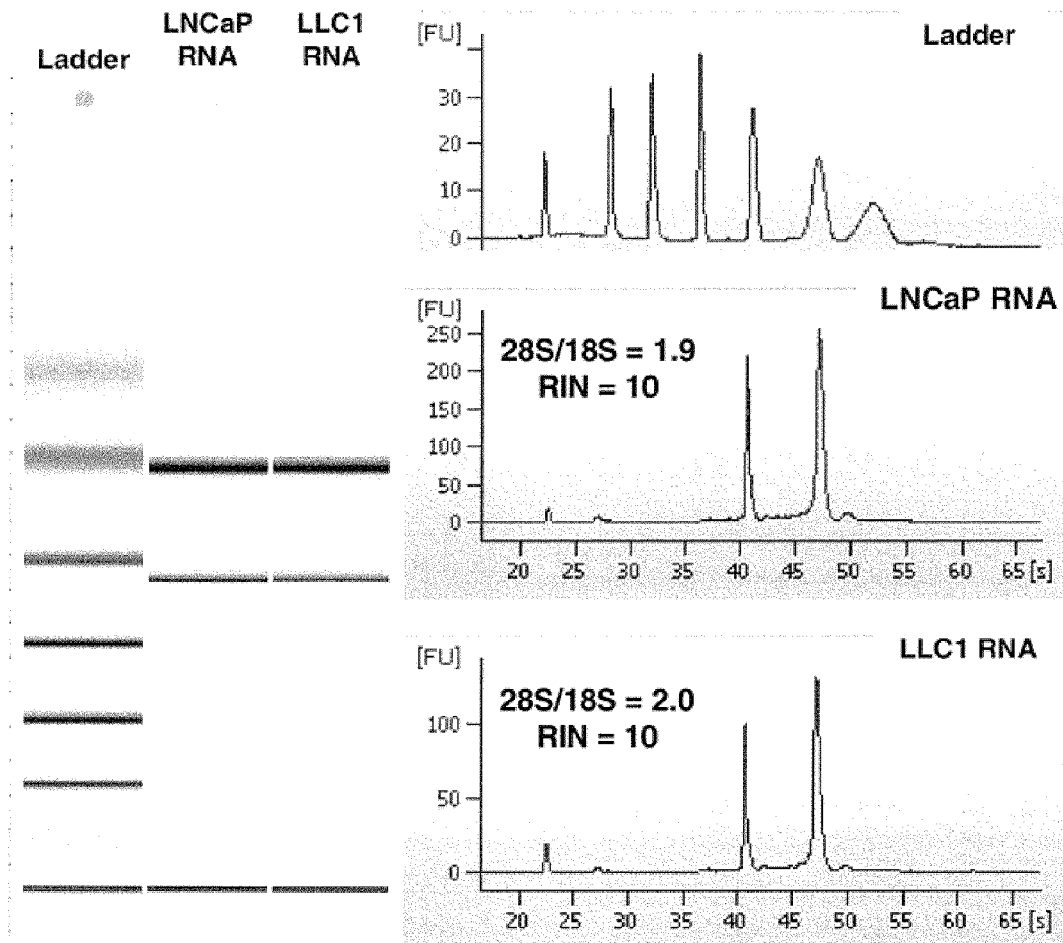 LNCaP LLC1
Ladder RNA RNA
[FU]
Ladder
30
20
10
0
[FU]
LNCaP RNA
250
200
150
100
50
0
28S/18S = 1.9
RIN = 10
20 25 30 35 40 45 50 55 60 65 [s]
[FU]
LLC1 RNA
100
50
0
28S/18S = 2.0
RIN = 10
20 25 30 35 40 45 50 55 60 65 [s]